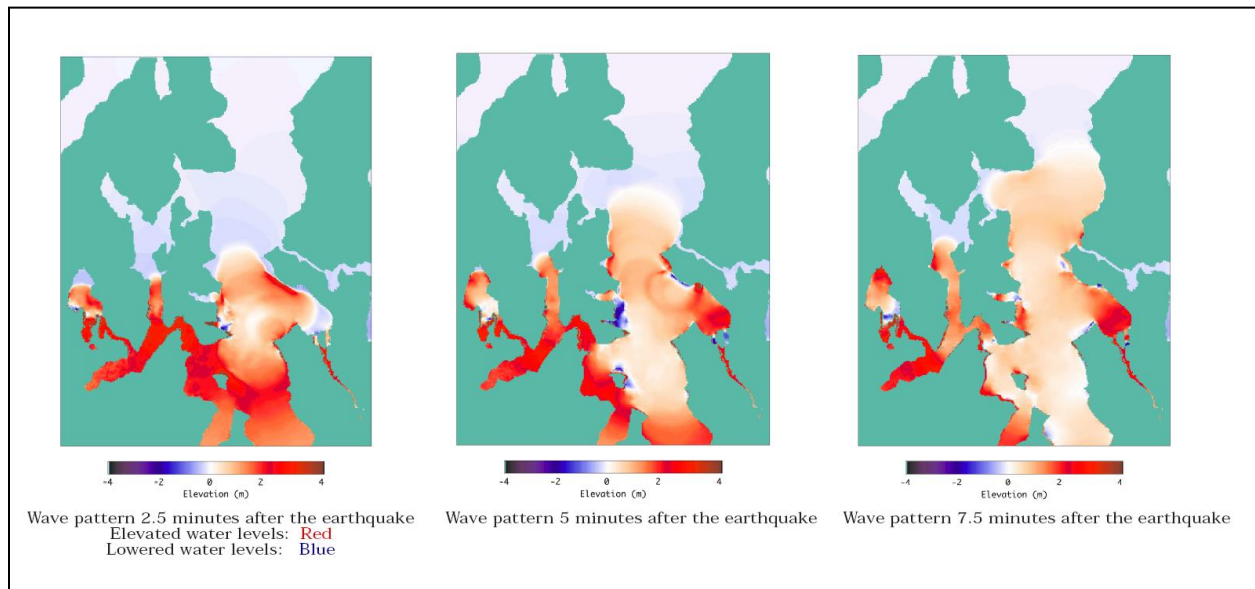 -4 -2 0 2 4
Elevation (m)
Wave pattern 2.5 minutes after the earthquake
Elevated water levels: Red
Lowered water levels: Blue
-4 -2 0 2 4
Elevation (m)
Wave pattern 5 minutes after the earthquake
-4 -2 0 2 4
Elevation (m)
Wave pattern 7.5 minutes after the earthquake